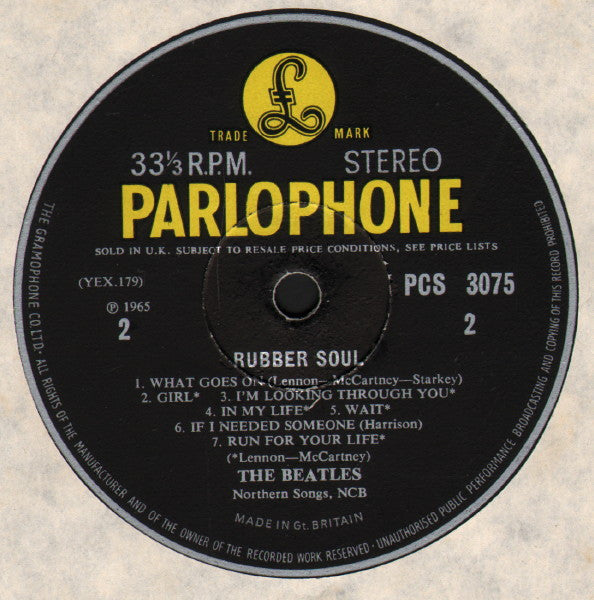 £
TRADE MARK
33⅓ R.P.M. STEREO
PARLOPHONE
SOLD IN U.K. SUBJECT TO RESALE PRICE CONDITIONS, SEE PRICE LISTS
(YEX.179) PCS 3075
℗ 1965
2 2
RUBBER SOUL
1. WHAT GOES ON (Lennon—McCartney—Starkey)
2. GIRL* 3. I'M LOOKING THROUGH YOU*
4. IN MY LIFE* 5. WAIT*
6. IF I NEEDED SOMEONE (Harrison)
7. RUN FOR YOUR LIFE*
(*Lennon—McCartney)
THE BEATLES
Northern Songs, NCB
MADE IN Gt. BRITAIN
THE GRAMOPHONE CO. LTD. · ALL RIGHTS OF THE MANUFACTURER AND OF THE OWNER OF THE RECORDED WORK RESERVED · UNAUTHORISED PUBLIC PERFORMANCE BROADCASTING AND COPYING OF THIS RECORD PROHIBITED